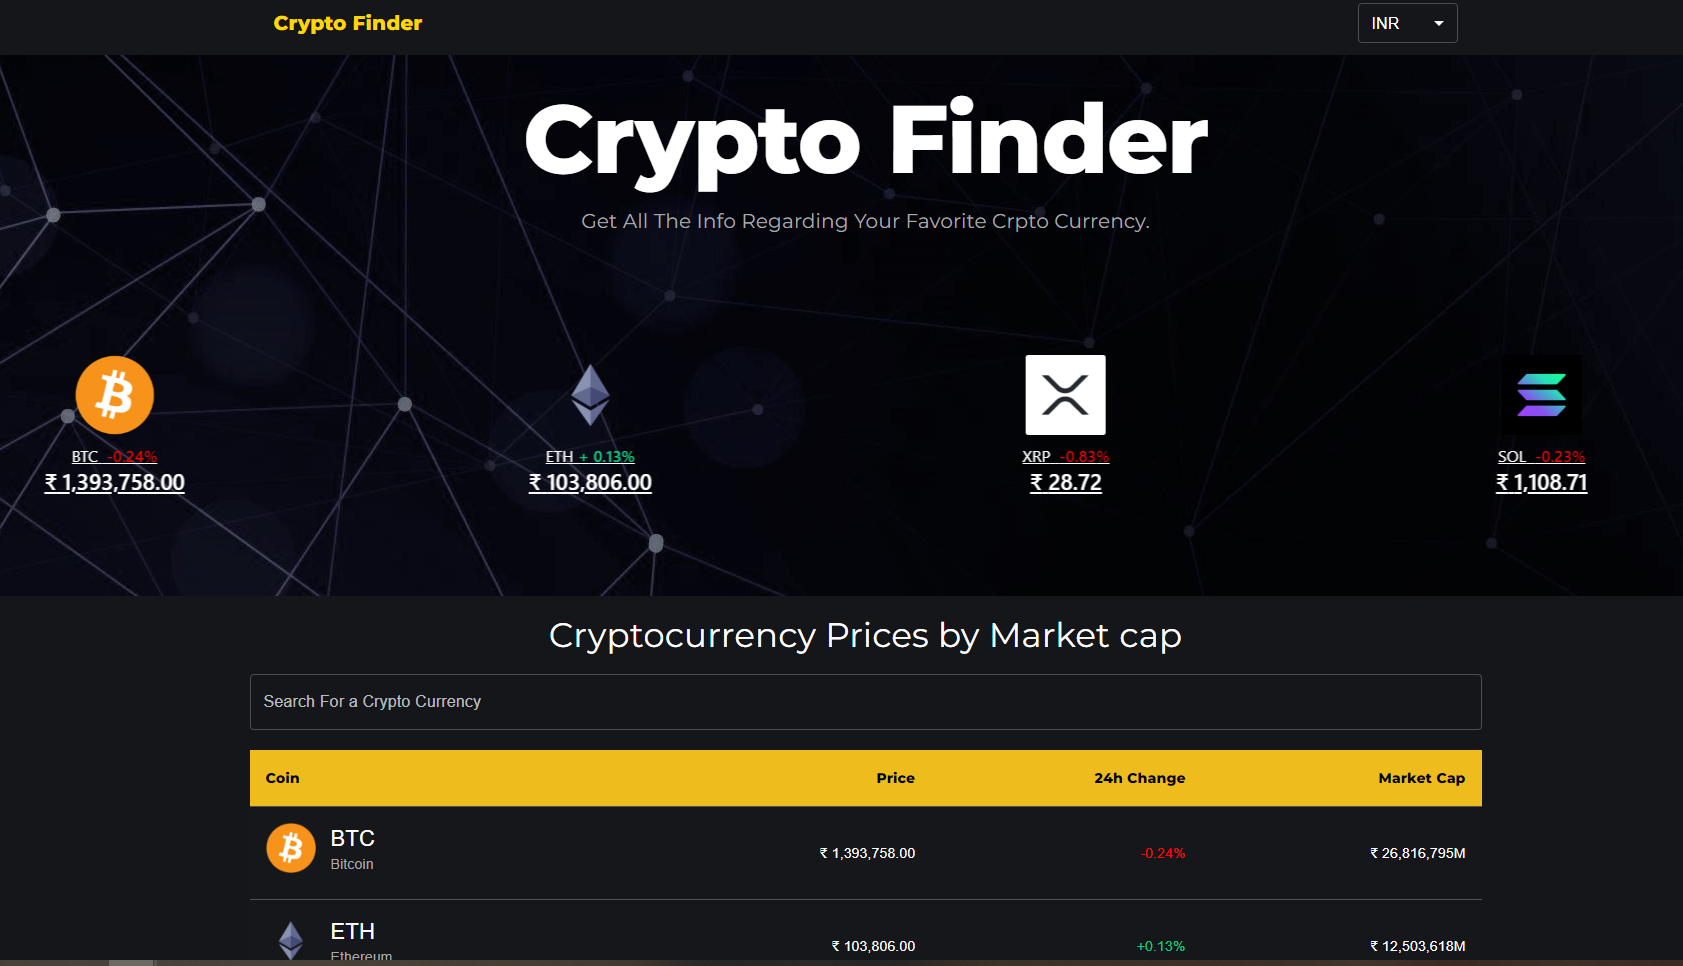 Crypto Finder
INR
Crypto Finder
Get All The Info Regarding Your Favorite Crpto Currency.
BTC -0.24%
₹ 1,393,758.00
ETH + 0.13%
₹ 103,806.00
XRP -0.83%
₹ 28.72
SOL -0.23%
₹ 1,108.71
Cryptocurrency Prices by Market cap
Search For a Crypto Currency
Coin Price 24h Change Market Cap
BTC
Bitcoin
₹ 1,393,758.00 -0.24% ₹ 26,816,795M
ETH
Ethereum
₹ 103,806.00 +0.13% ₹ 12,503,618M